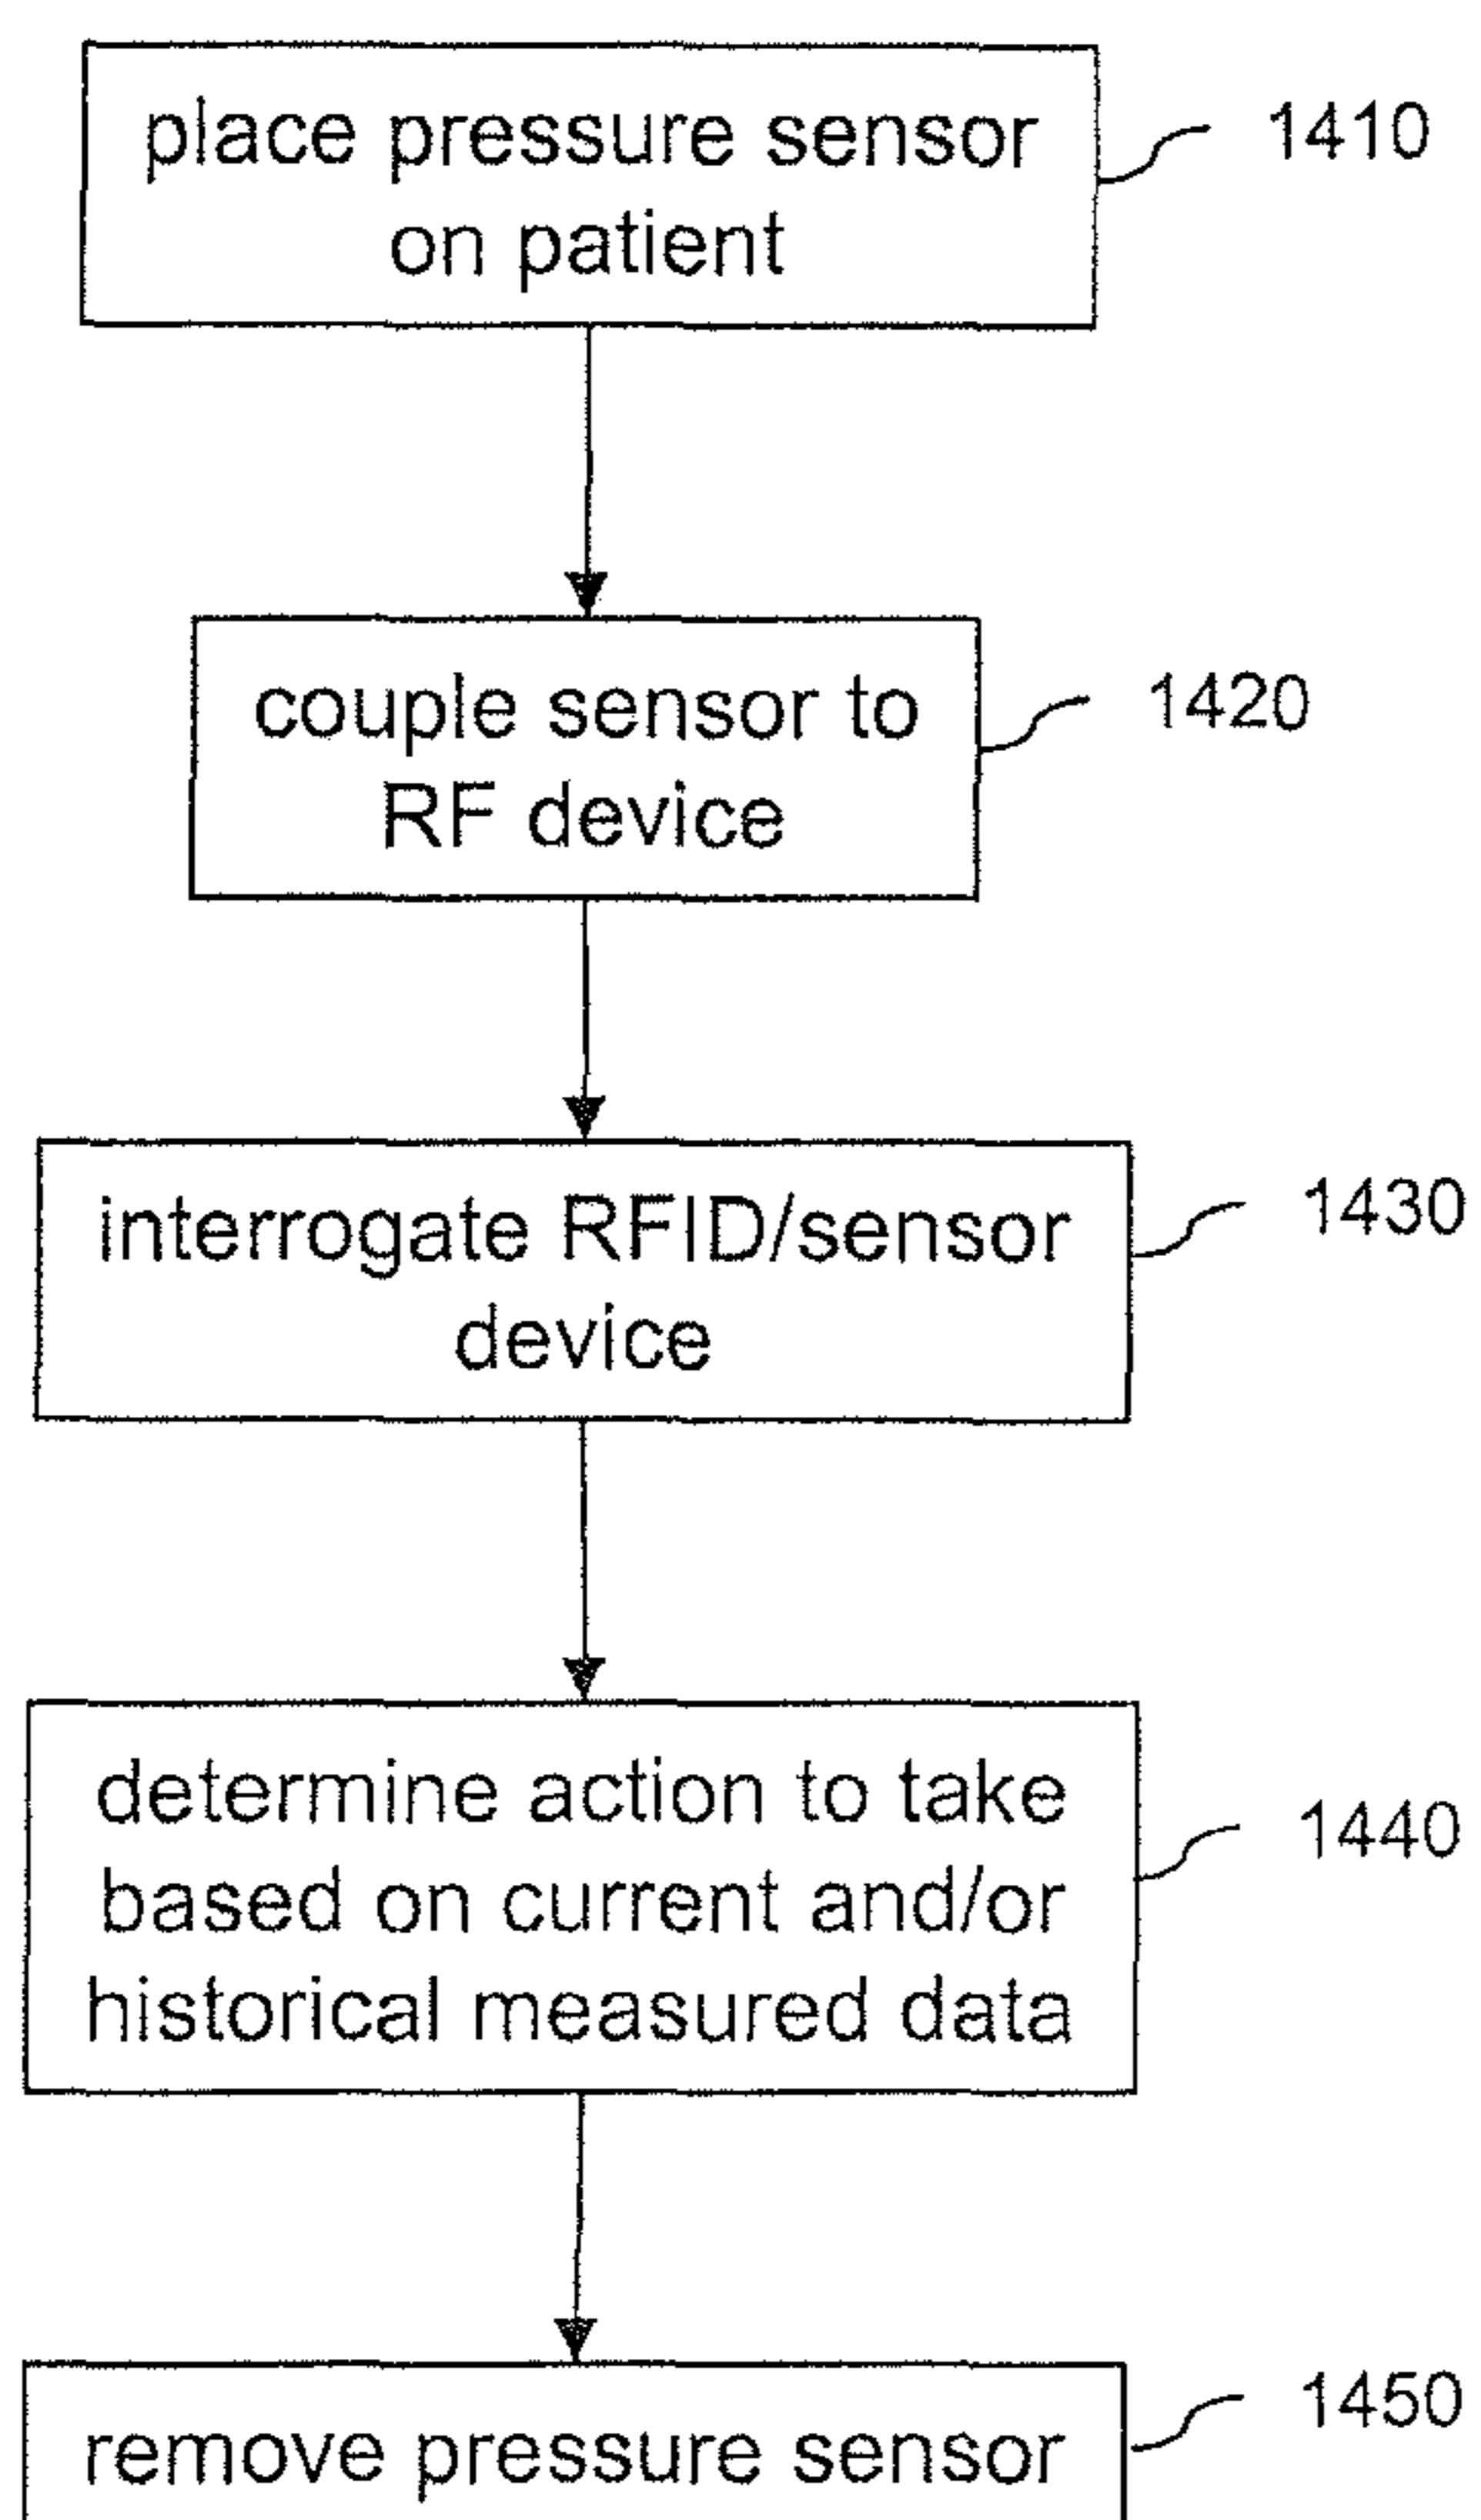 place pressure sensor
on patient
1410
couple sensor to
RF device
1420
interrogate RFID/sensor
device
1430
determine action to take
based on current and/or
historical measured data
1440
remove pressure sensor
1450